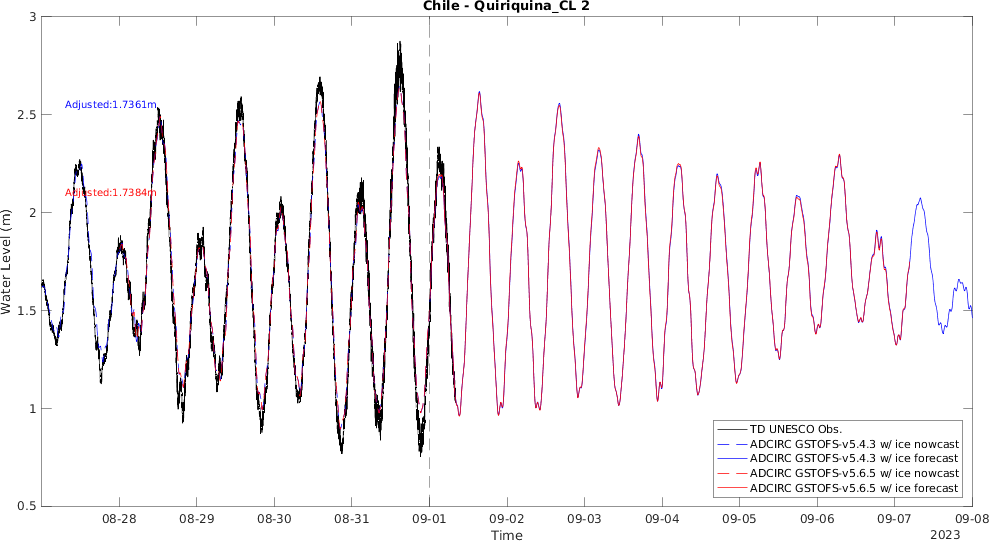 Chile - Quiriquina_CL 2
Water Level (m)
3
2.5
2
1.5
1
0.5
Adjusted:1.7361m
Adjusted:1.7384m
TD UNESCO Obs.
ADCIRC GSTOFS-v5.4.3 w/ ice nowcast
ADCIRC GSTOFS-v5.4.3 w/ ice forecast
ADCIRC GSTOFS-v5.6.5 w/ ice nowcast
ADCIRC GSTOFS-v5.6.5 w/ ice forecast
08-28 08-29 08-30 08-31 09-01 09-02 09-03 09-04 09-05 09-06 09-07 09-08
Time
2023